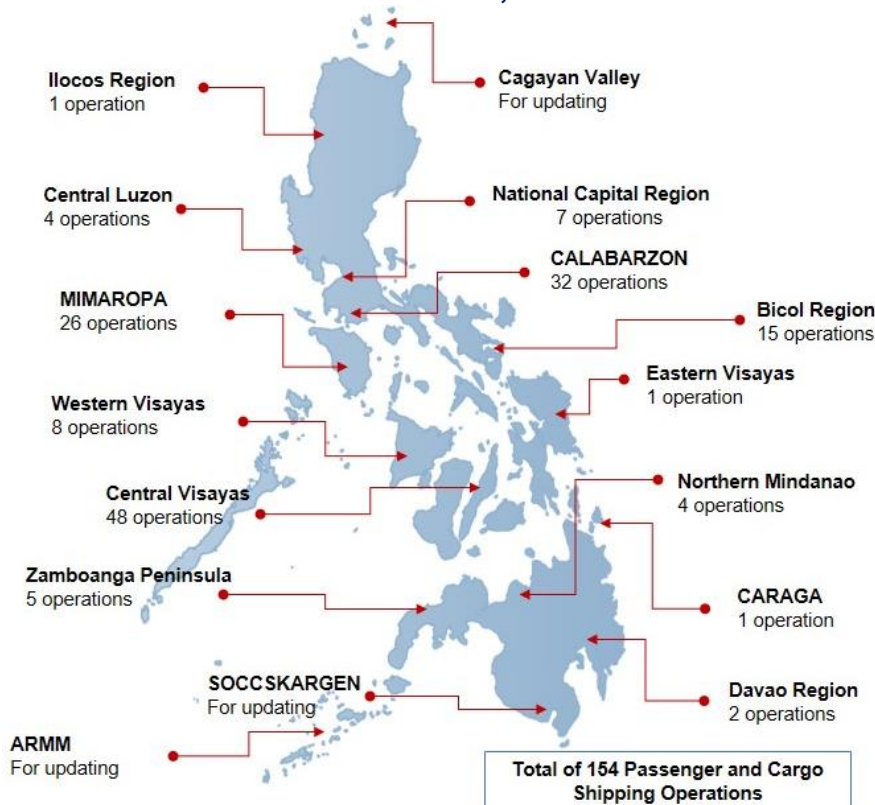 Ilocos Region
1 operation
Cagayan Valley
For updating
Central Luzon
4 operations
National Capital Region
7 operations
CALABARZON
32 operations
MIMAROPA
26 operations
Bicol Region
15 operations
Eastern Visayas
1 operation
Western Visayas
8 operations
Northern Mindanao
4 operations
Central Visayas
48 operations
Zamboanga Peninsula
5 operations
CARAGA
1 operation
SOCCSKARGEN
For updating
Davao Region
2 operations
ARMM
For updating
Total of 154 Passenger and Cargo
Shipping Operations